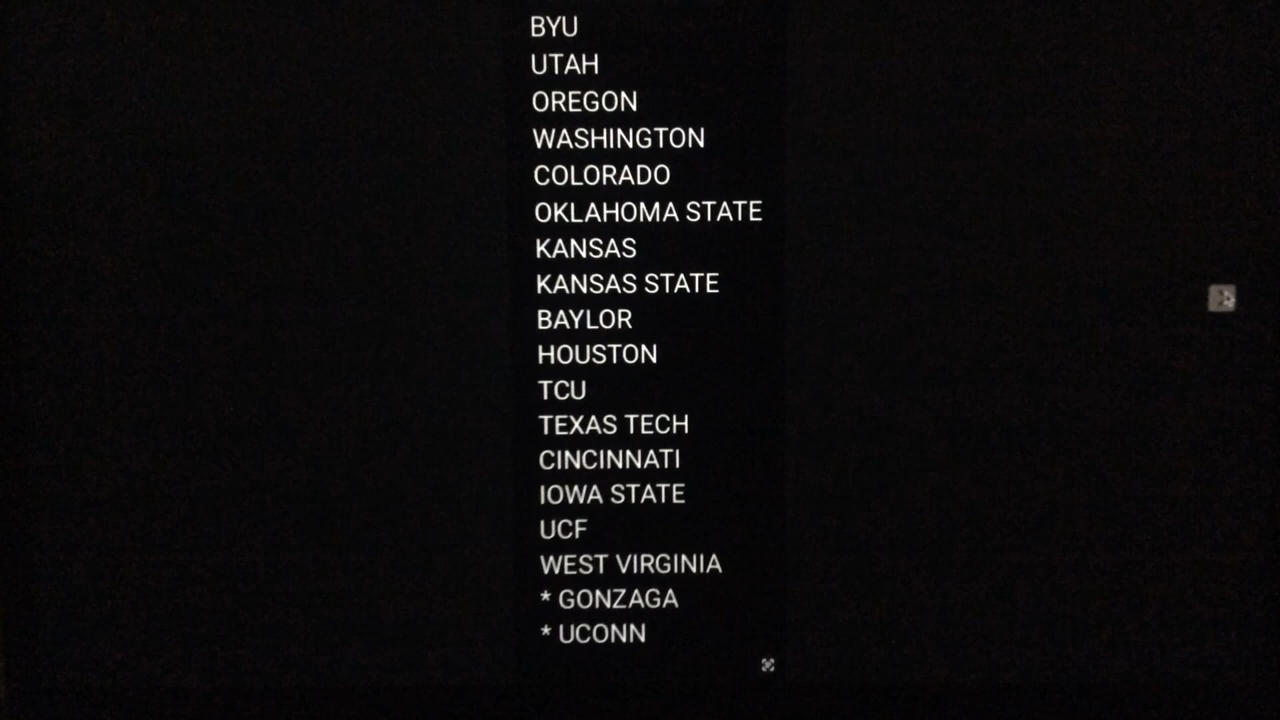 BYU
UTAH
OREGON
WASHINGTON
COLORADO
OKLAHOMA STATE
KANSAS
KANSAS STATE
BAYLOR
HOUSTON
TCU
TEXAS TECH
CINCINNATI
IOWA STATE
UCF
WEST VIRGINIA
* GONZAGA
* UCONN